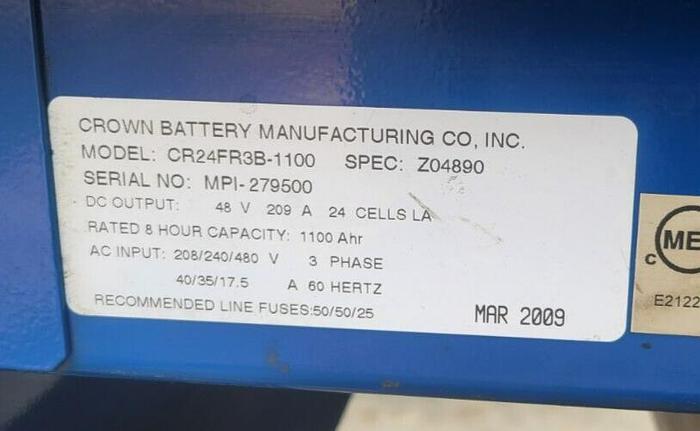 CROWN BATTERY MANUFACTURING CO, INC.
MODEL: CR24FR3B-1100 SPEC: Z04890
SERIAL NO: MPI-279500
DC OUTPUT: 48 V 209 A 24 CELLS LA
RATED 8 HOUR CAPACITY: 1100 Ahr
AC INPUT: 208/240/480 V 3 PHASE
40/35/17.5 A 60 HERTZ
RECOMMENDED LINE FUSES:50/50/25
MAR 2009
c ME
E2122